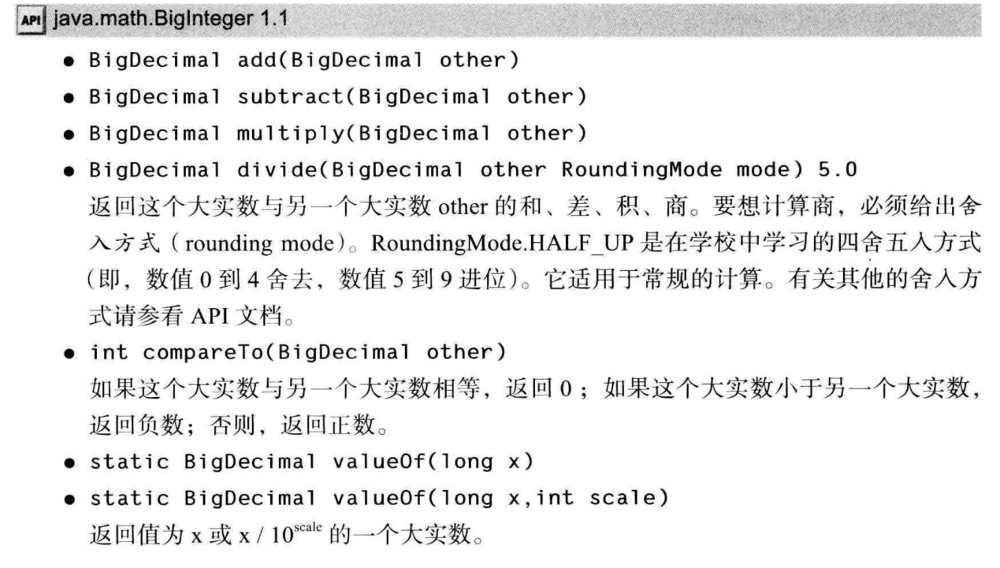 API java.math.BigInteger 1.1
● BigDecimal add(BigDecimal other)
● BigDecimal subtract(BigDecimal other)
● BigDecimal multiply(BigDecimal other)
● BigDecimal divide(BigDecimal other RoundingMode mode) 5.0
返回这个大实数与另一个大实数 other 的和、差、积、商。要想计算商，必须给出舍
入方式（rounding mode）。RoundingMode.HALF_UP 是在学校中学习的四舍五入方式
（即，数值 0 到 4 舍去，数值 5 到 9 进位）。它适用于常规的计算。有关其他的舍入方
式请参看 API 文档。
● int compareTo(BigDecimal other)
如果这个大实数与另一个大实数相等，返回 0；如果这个大实数小于另一个大实数，
返回负数；否则，返回正数。
● static BigDecimal valueOf(long x)
● static BigDecimal valueOf(long x,int scale)
返回值为 x 或 x / 10^scale 的一个大实数。